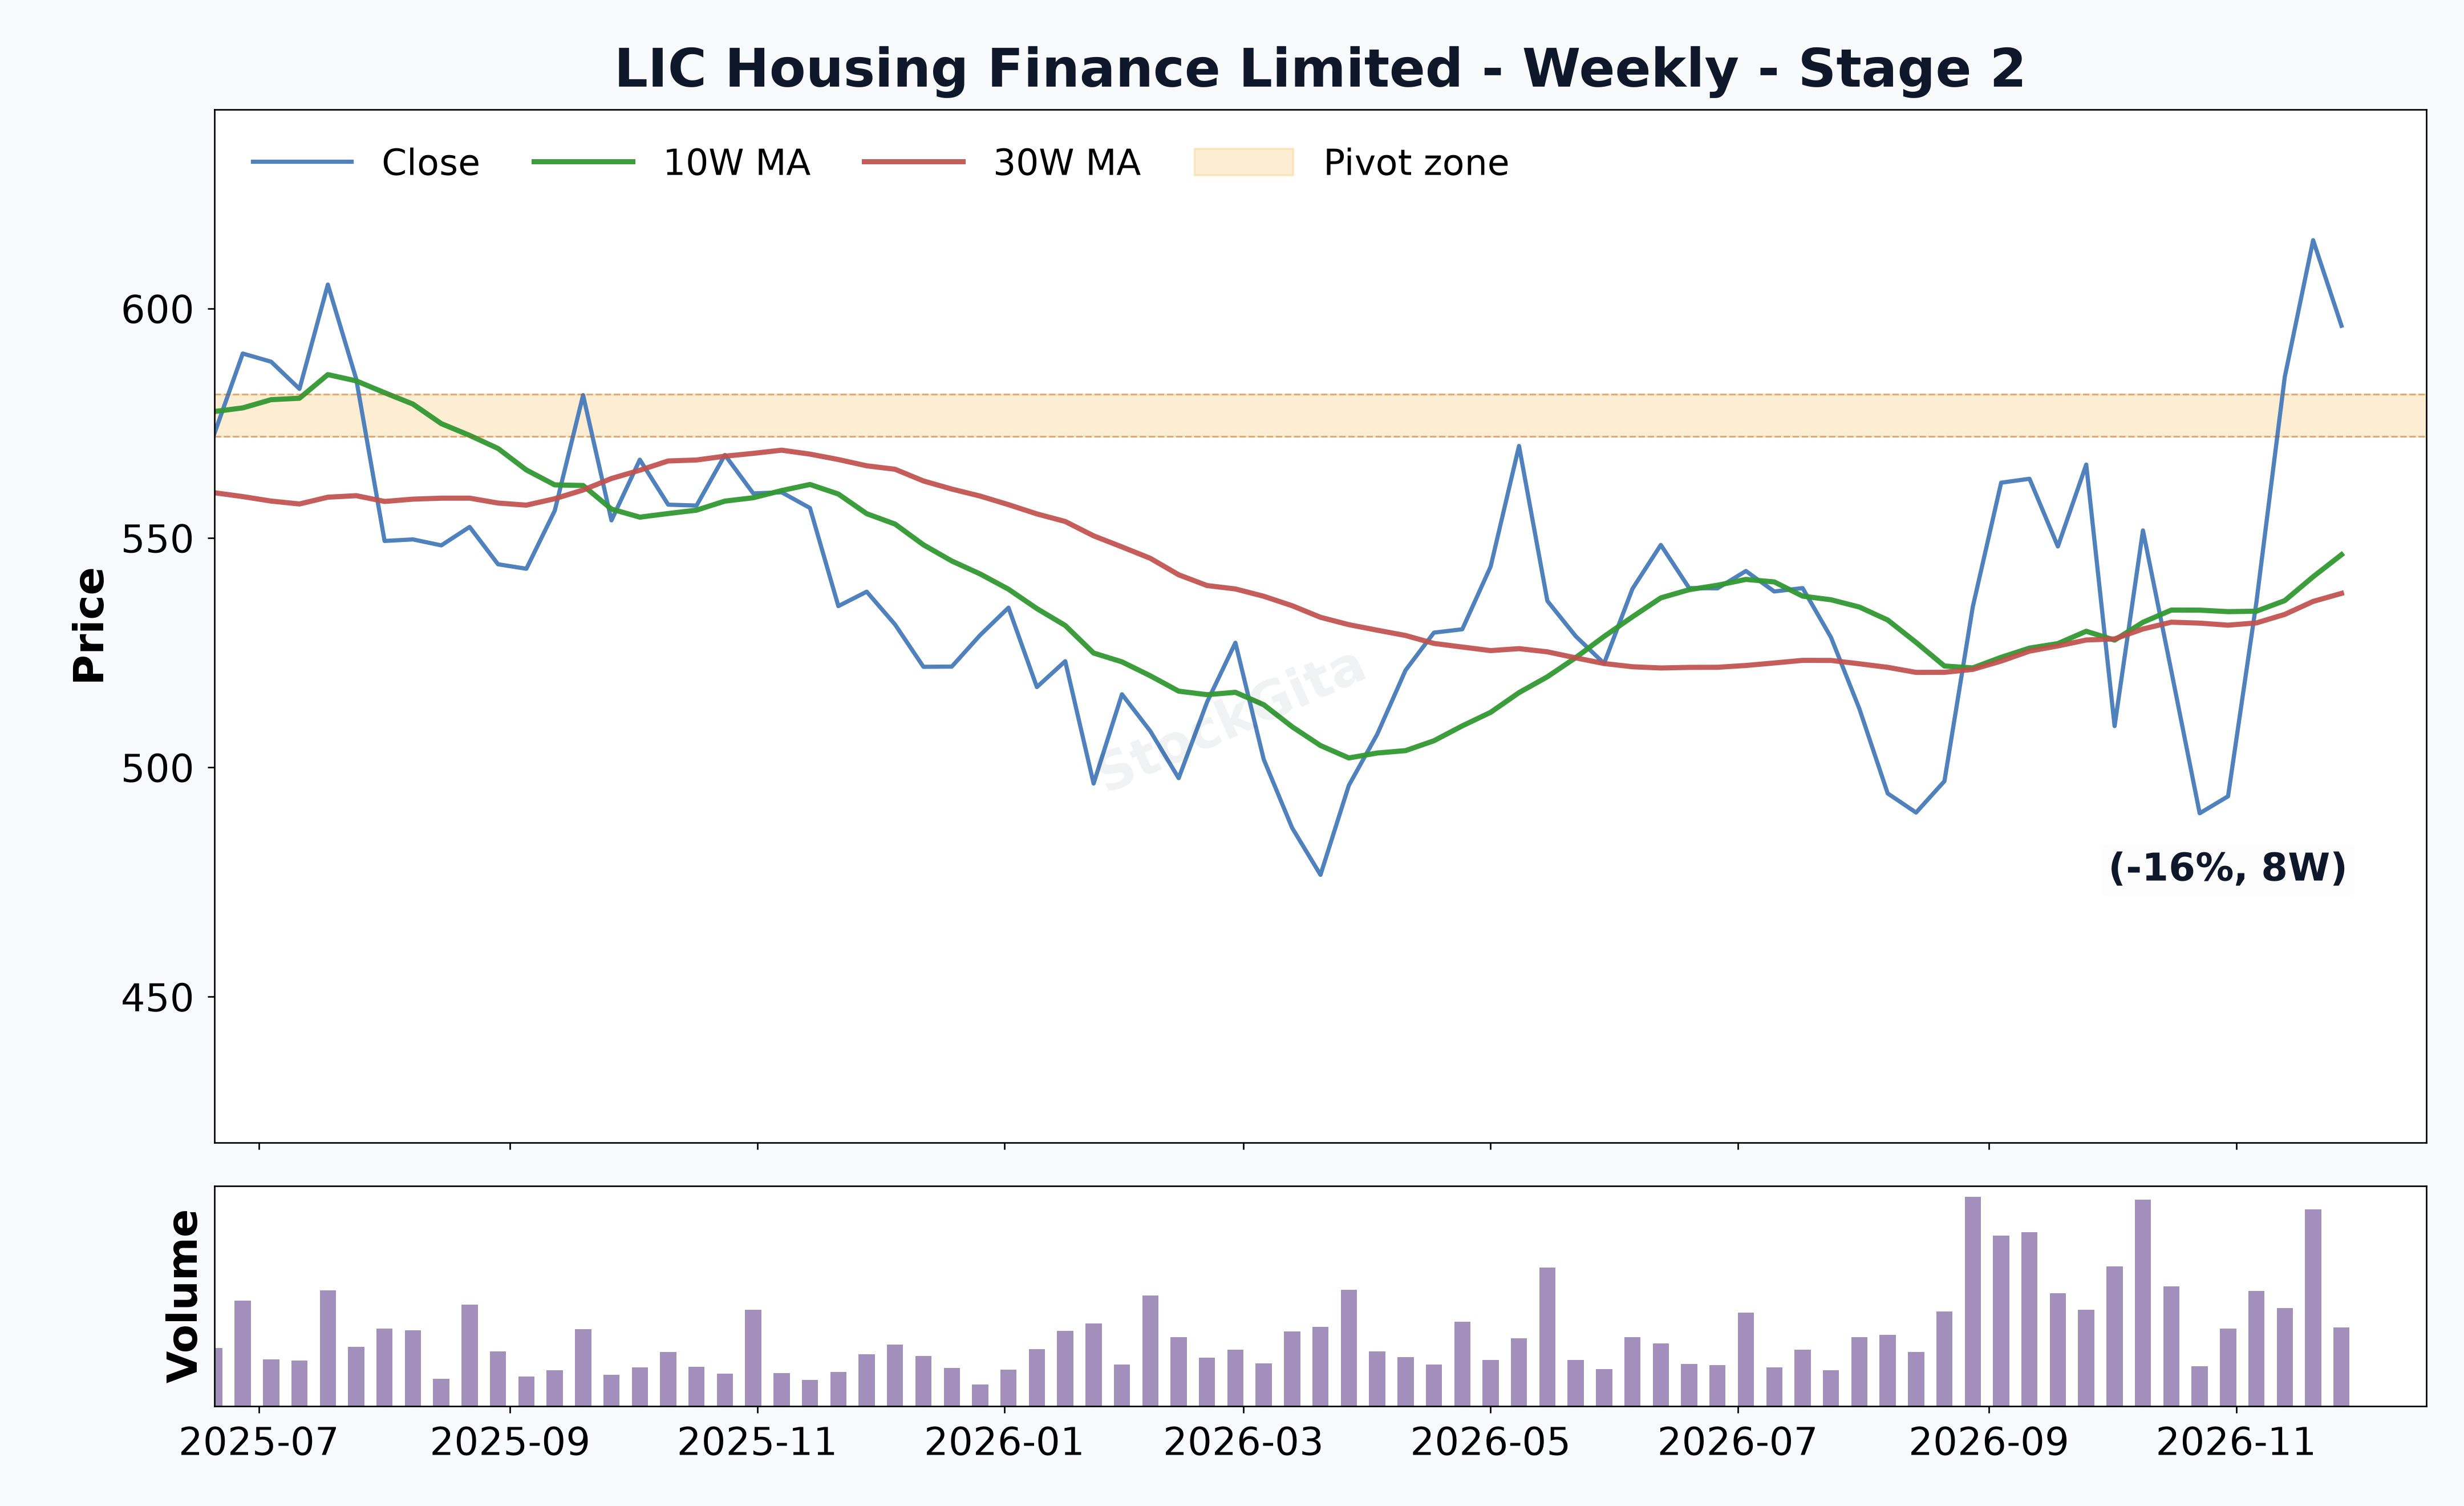 LIC Housing Finance Limited - Weekly - Stage 2
Close 10W MA 30W MA Pivot zone
600
550
500
450
Price
StockGita
(-16%, 8W)
Volume
2025-07 2025-09 2025-11 2026-01 2026-03 2026-05 2026-07 2026-09 2026-11